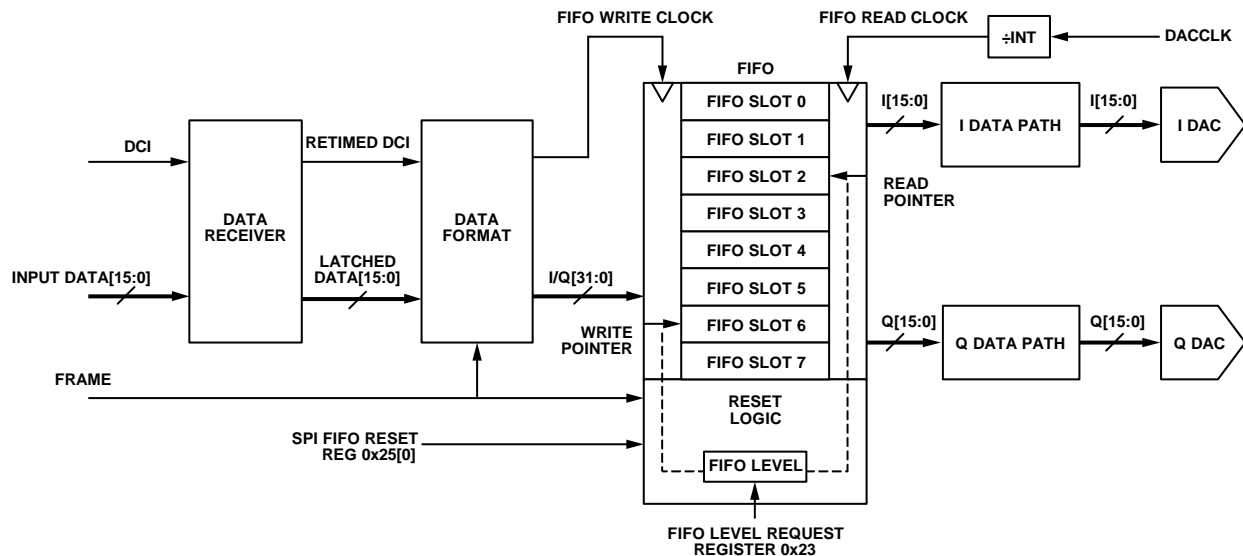 FIFO WRITE CLOCK
FIFO READ CLOCK
÷INT
DACCLK
FIFO
FIFO SLOT 0
FIFO SLOT 1
FIFO SLOT 2
FIFO SLOT 3
FIFO SLOT 4
FIFO SLOT 5
FIFO SLOT 6
FIFO SLOT 7
DCI
DATA
RECEIVER
RETIMED DCI
DATA
FORMAT
INPUT DATA[15:0]
LATCHED
DATA[15:0]
I/Q[31:0]
WRITE
POINTER
READ
POINTER
I[15:0]
I DATA PATH
I[15:0]
I DAC
Q[15:0]
Q DATA PATH
Q[15:0]
Q DAC
FRAME
RESET
LOGIC
SPI FIFO RESET
REG 0x25[0]
FIFO LEVEL
FIFO LEVEL REQUEST
REGISTER 0x23